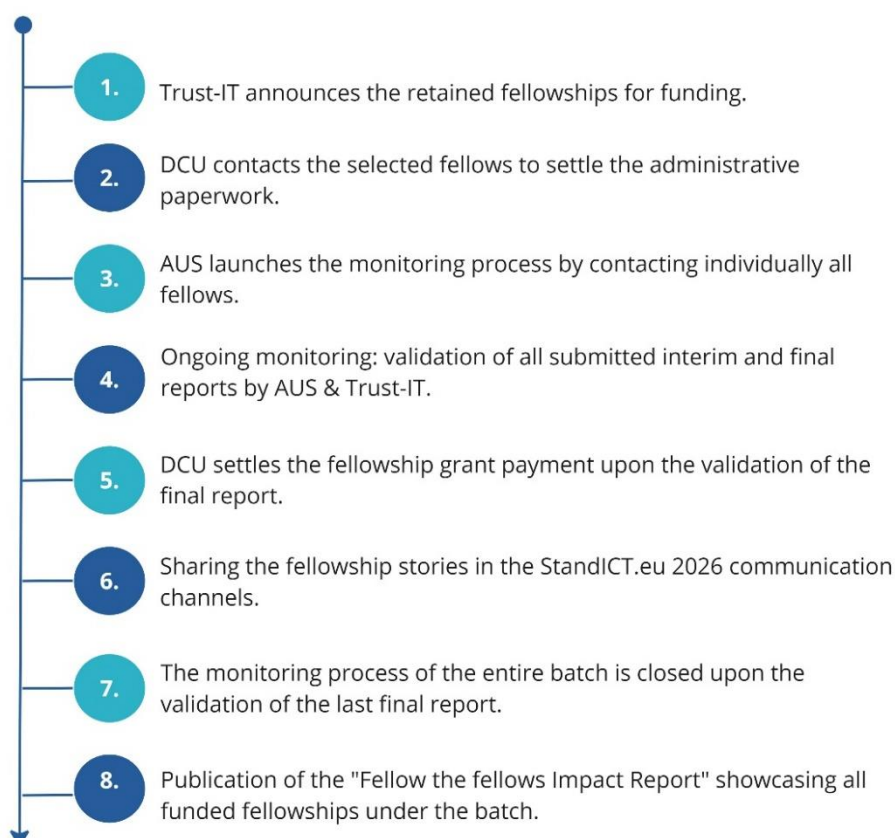 1.
Trust-IT announces the retained fellowships for funding.
2.
DCU contacts the selected fellows to settle the administrative
paperwork.
3.
AUS launches the monitoring process by contacting individually all
fellows.
4.
Ongoing monitoring: validation of all submitted interim and final
reports by AUS & Trust-IT.
5.
DCU settles the fellowship grant payment upon the validation of the
final report.
6.
Sharing the fellowship stories in the StandICT.eu 2026 communication
channels.
7.
The monitoring process of the entire batch is closed upon the
validation of the last final report.
8.
Publication of the "Fellow the fellows Impact Report" showcasing all
funded fellowships under the batch.